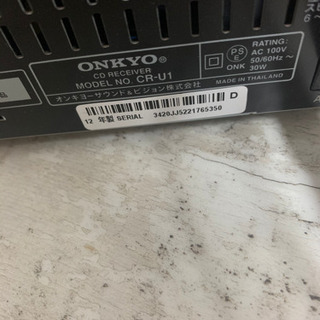 ONKYO
CD RECEIVER
MODEL NO. CR-U1
オンキヨーサウンド&ビジョン株式会社
12 年製 SERIAL 3420JJ5221765350 D
PS
E
ONK
RATING:
AC 100V
50/60 Hz ~
30W
MADE IN THAILAND